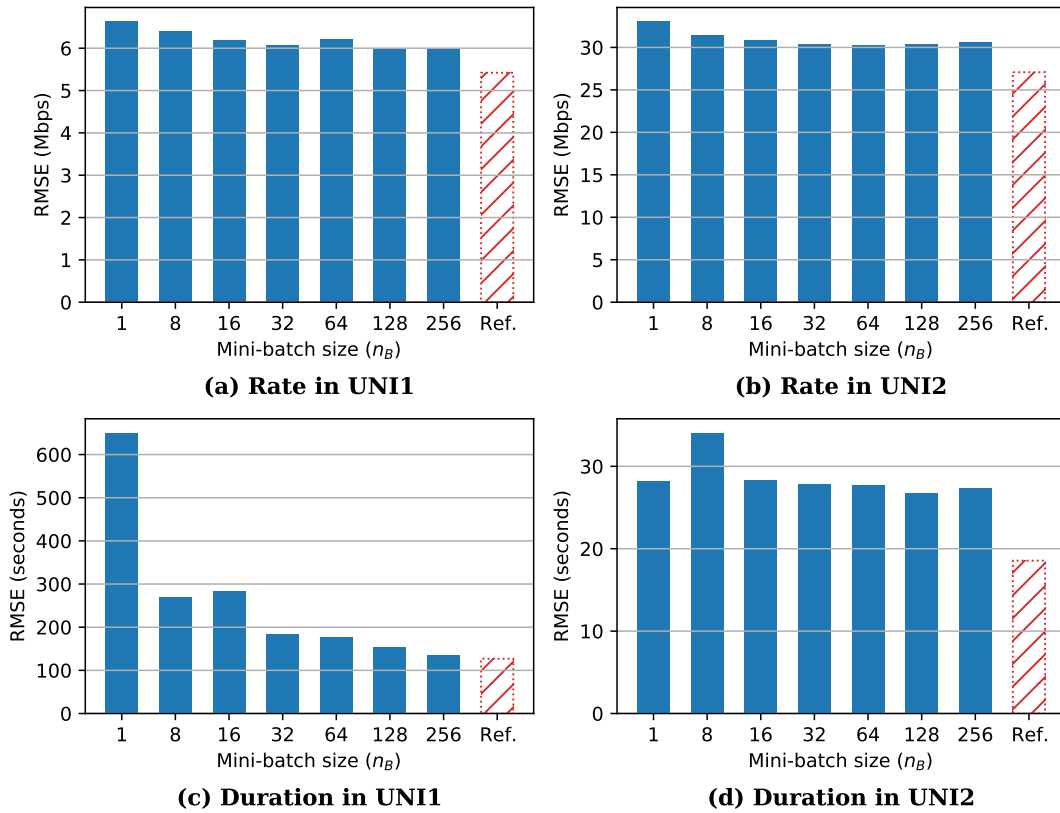 RMSE (Mbps)
6
5
4
3
2
1
0
1 8 16 32 64 128 256 Ref.
Mini-batch size (n_B)
(a) Rate in UNI1
RMSE (Mbps)
30
25
20
15
10
5
0
1 8 16 32 64 128 256 Ref.
Mini-batch size (n_B)
(b) Rate in UNI2
RMSE (seconds)
600
500
400
300
200
100
0
1 8 16 32 64 128 256 Ref.
Mini-batch size (n_B)
(c) Duration in UNI1
RMSE (seconds)
30
20
10
0
1 8 16 32 64 128 256 Ref.
Mini-batch size (n_B)
(d) Duration in UNI2